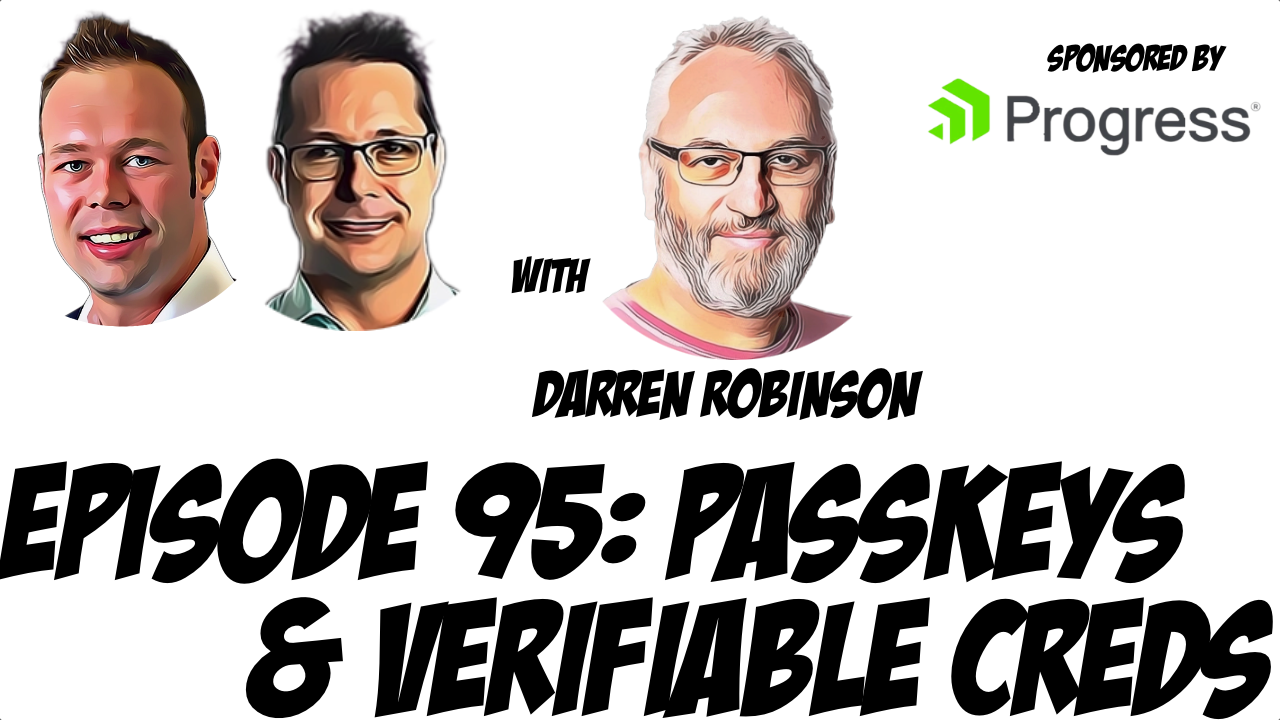 SPONSORED BY
Progress®
WITH
DARREN ROBINSON
EPISODE 95: PASSKEYS
& VERIFIABLE CREDS